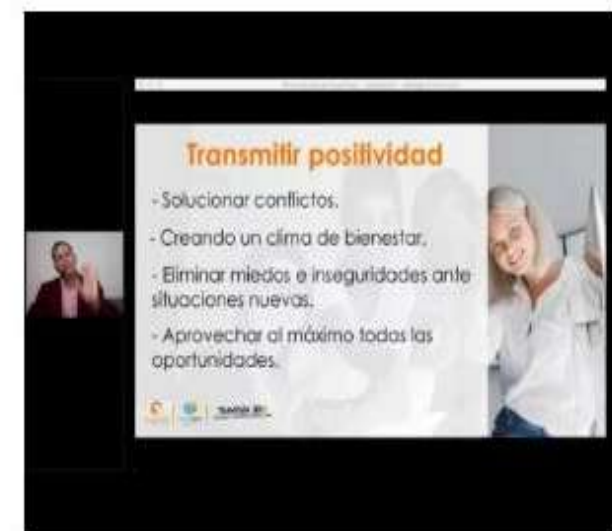 Transmitir positividad
- Solucionar conflictos.
- Creando un clima de bienestar.
- Eliminar miedos e inseguridades ante
situaciones nuevas.
- Aprovechar al máximo todas las
oportunidades.